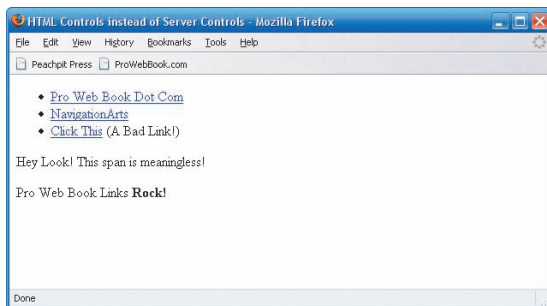 HTML Controls instead of Server Controls - Mozilla Firefox
File Edit View History Bookmarks Tools Help
Peachpit Press ProWebBook.com
Pro Web Book Dot Com
NavigationArts
Click This (A Bad Link!)
Hey Look! This span is meaningless!
Pro Web Book Links Rock!
Done